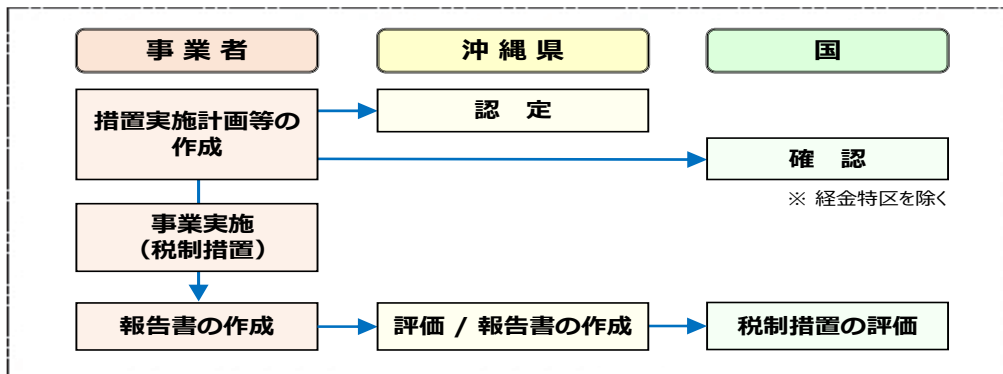 事 業 者
沖 縄 県
国
措置実施計画等の
作成
認 定
確 認
※ 経金特区を除く
事業実施
（税制措置）
報告書の作成
評価 / 報告書の作成
税制措置の評価